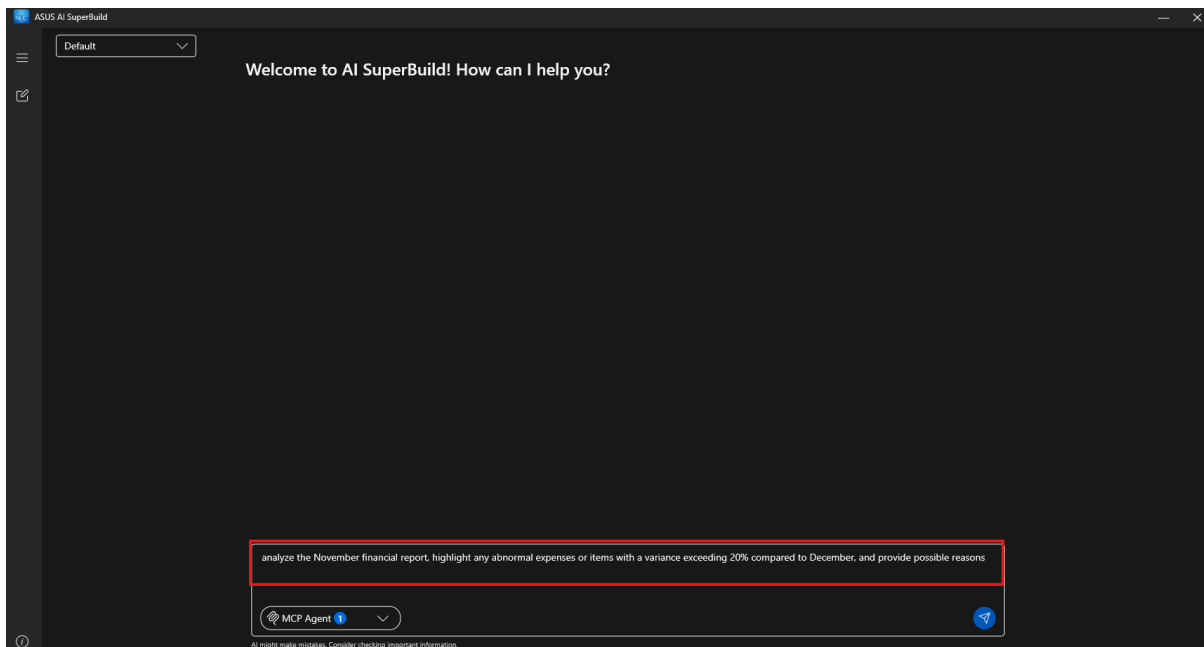 ASUS AI SuperBuild
Default
Welcome to AI SuperBuild! How can I help you?
analyze the November financial report, highlight any abnormal expenses or items with a variance exceeding 20% compared to December, and provide possible reasons
MCP Agent 1
AI might make mistakes. Consider checking important information.